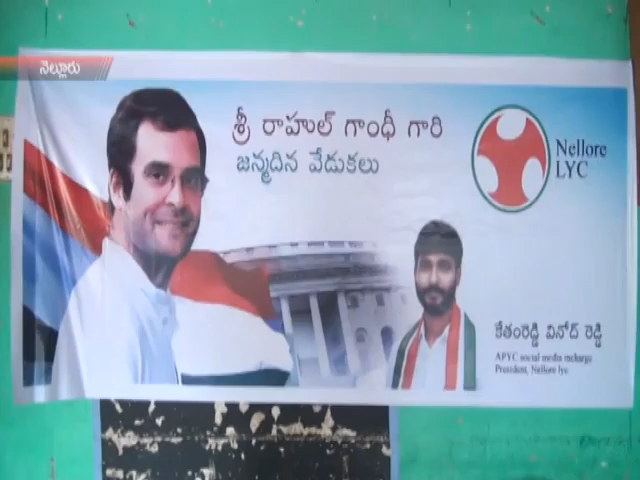 నెల్లూరు
శ్రీ రాహుల్ గాంధీ గారి
జన్మదిన వేడుకలు
Nellore
LYC
కేతంరెడ్డి వినోద్ రెడ్డి
APYC social media incharge
President, Nellore lyc